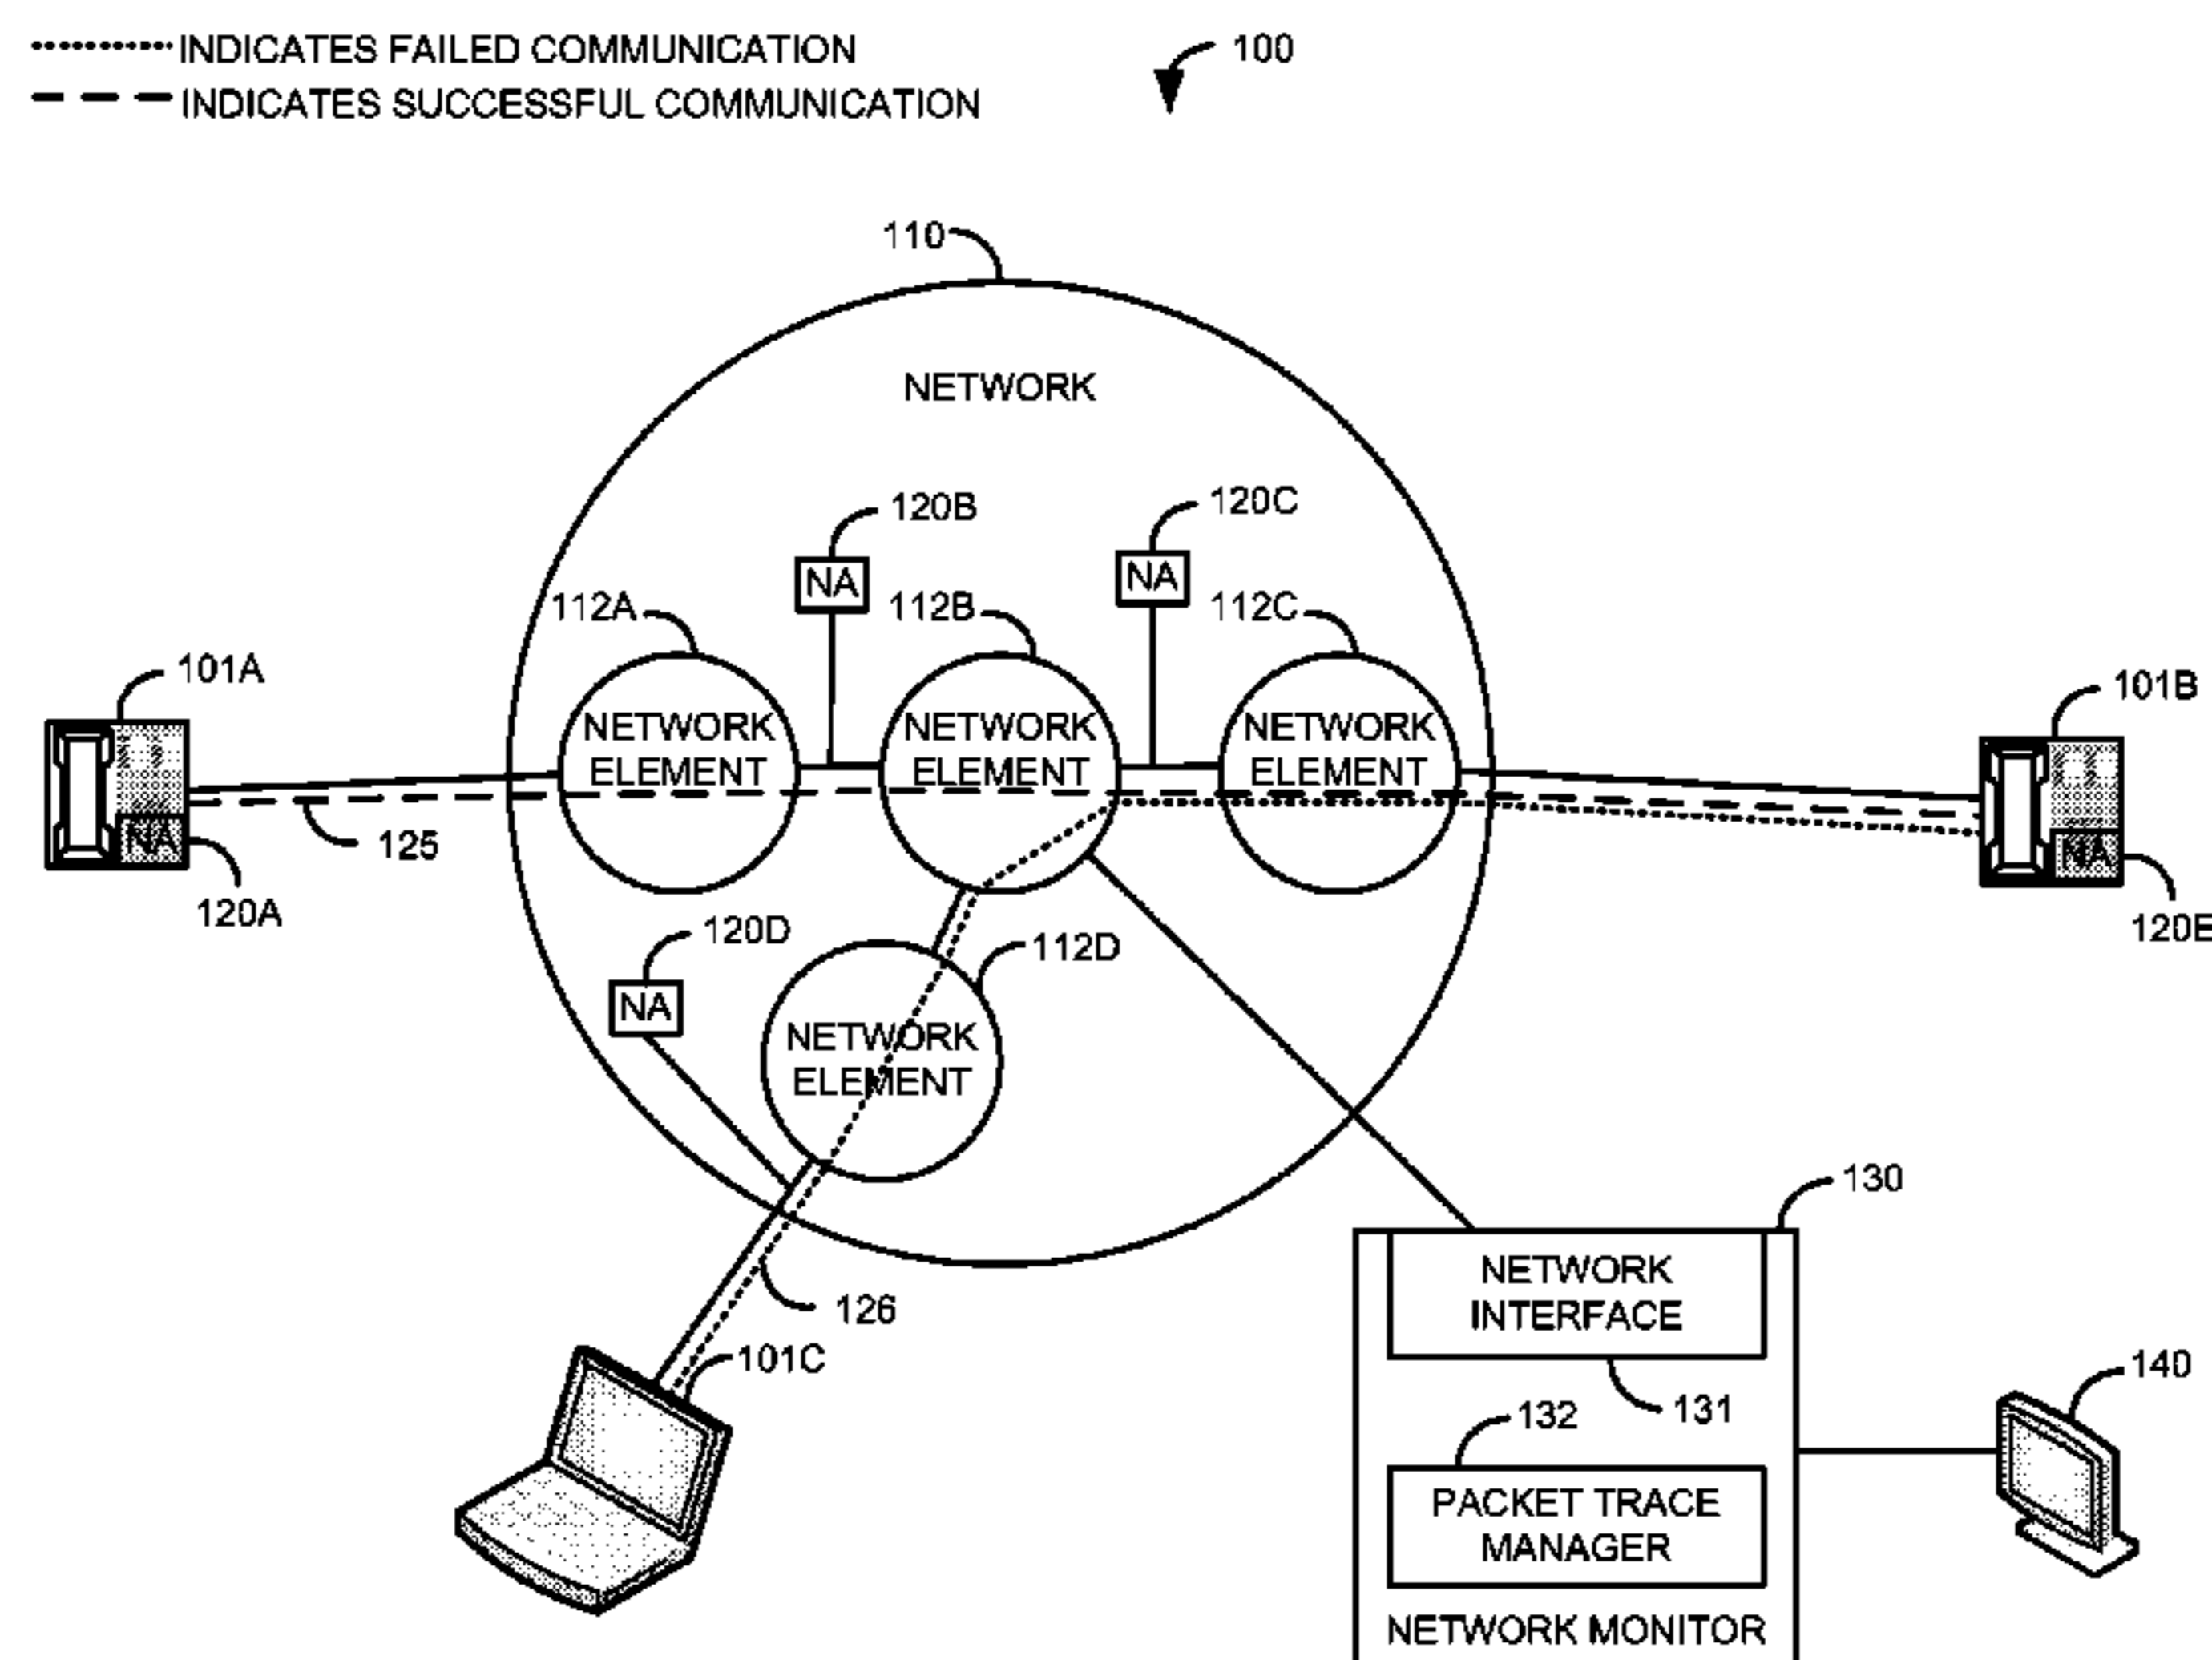 INDICATES FAILED COMMUNICATION
100
INDICATES SUCCESSFUL COMMUNICATION
110
NETWORK
120B
120C
NA
NA
112A
112B
112C
101A
101B
NETWORK
ELEMENT
NETWORK
ELEMENT
NETWORK
ELEMENT
NA
125
NA
120A
120E
120D
112D
NA
NETWORK
ELEMENT
130
126
NETWORK
INTERFACE
101C
140
131
132
PACKET TRACE
MANAGER
NETWORK MONITOR